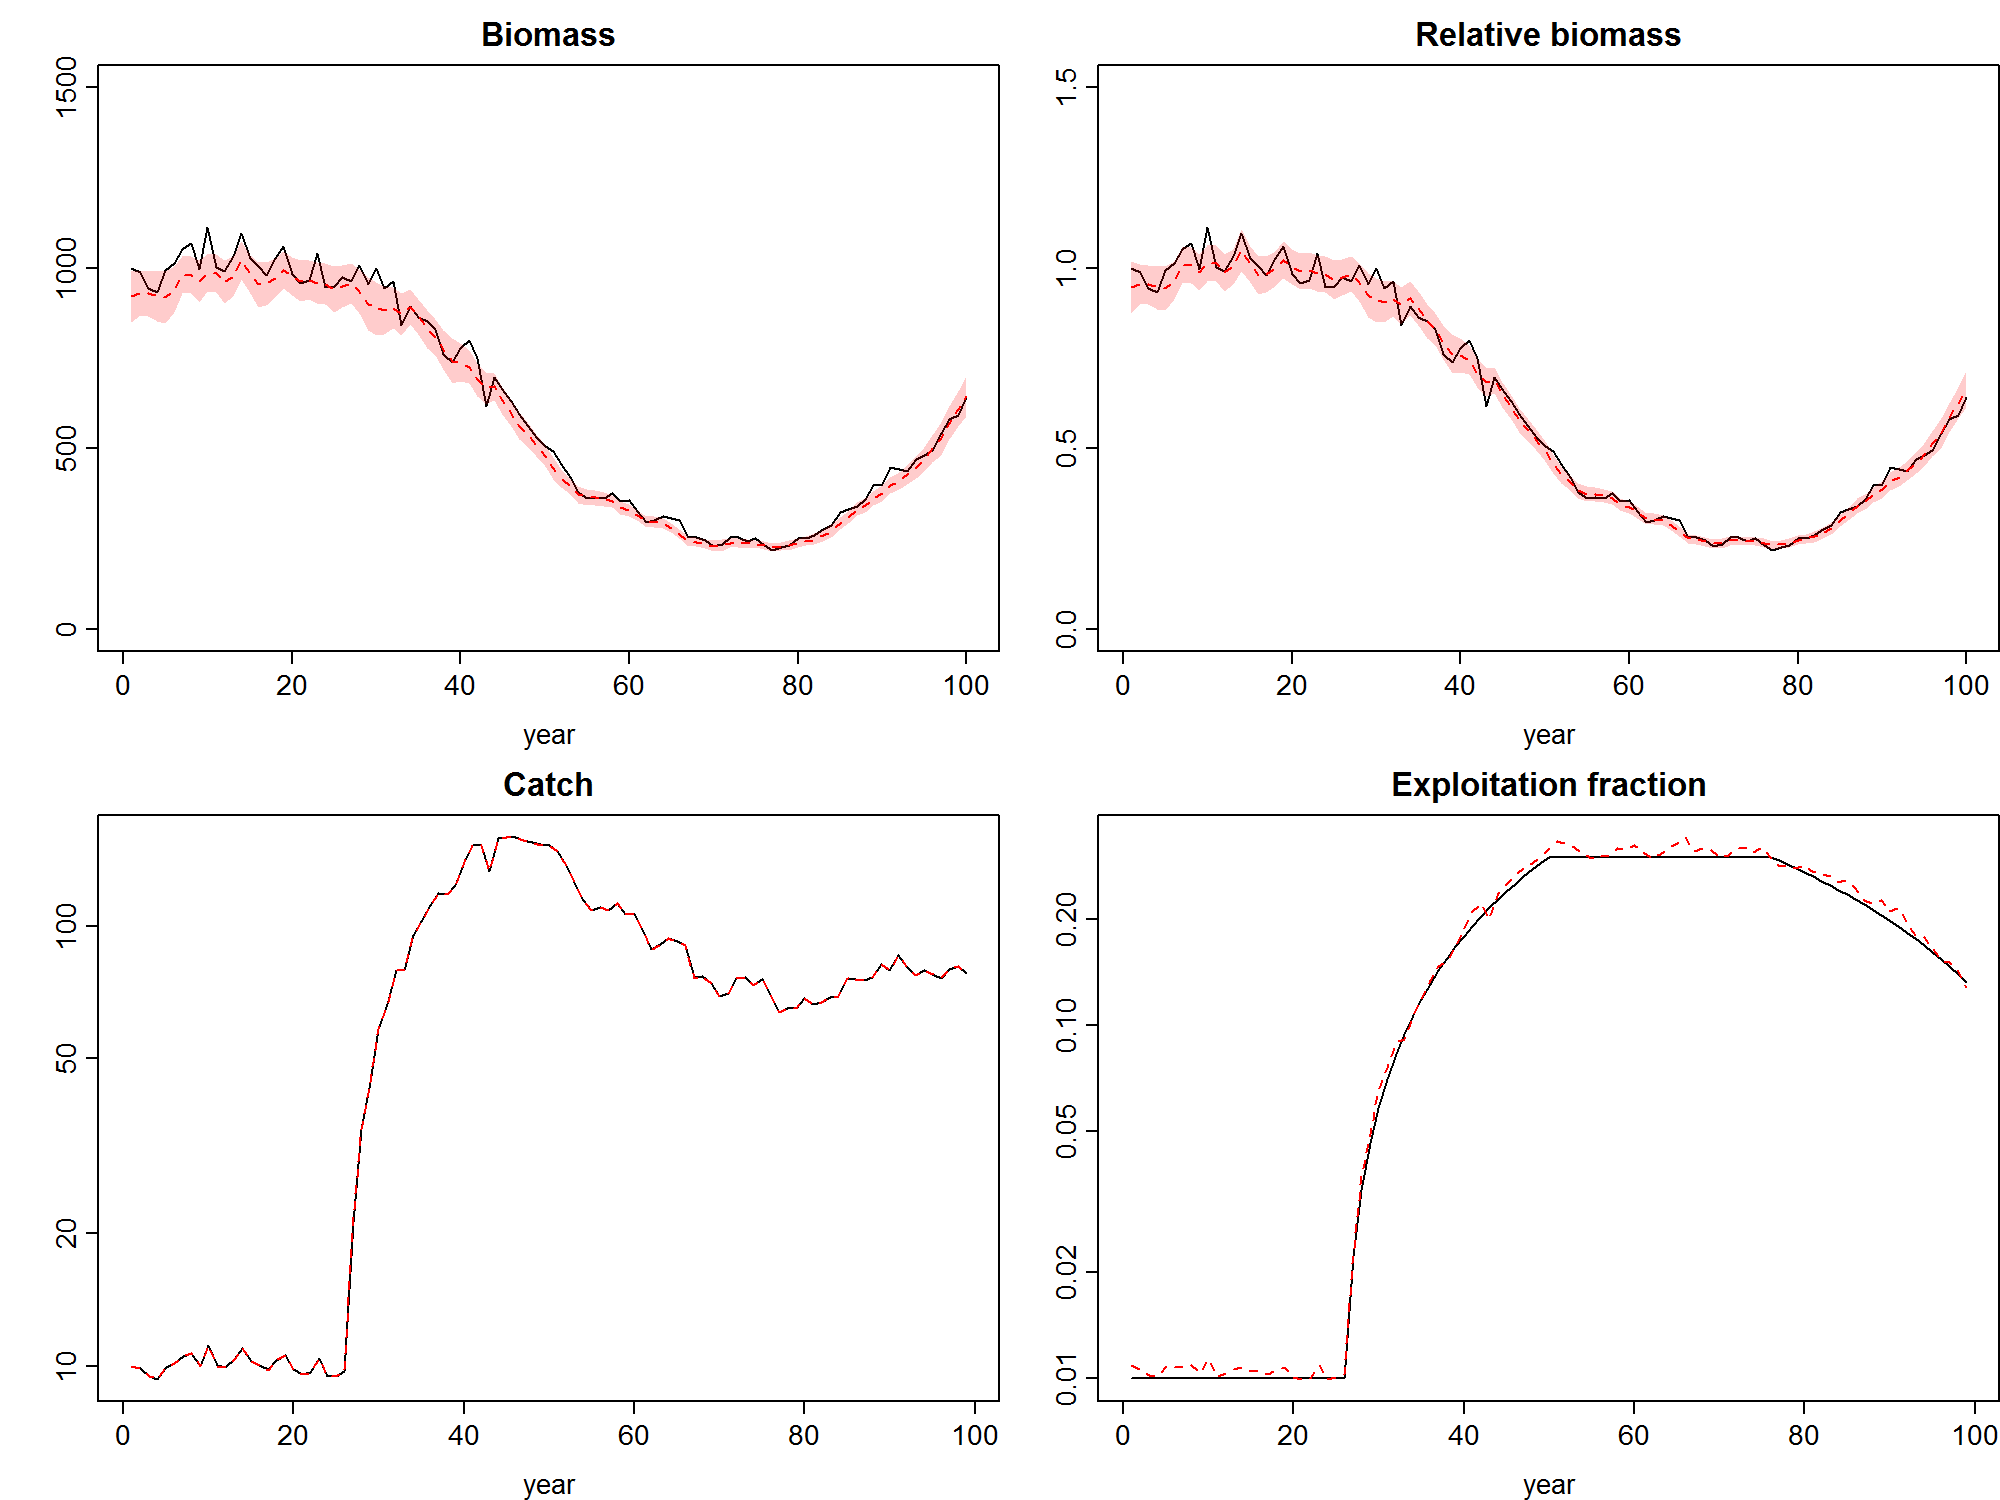 Biomass
1500
1000
500
0
0 20 40 60 80 100
year
Relative biomass
1.5
1.0
0.5
0.0
0 20 40 60 80 100
year
Catch
100
50
20
10
0 20 40 60 80 100
year
Exploitation fraction
0.20
0.10
0.05
0.02
0.01
0 20 40 60 80 100
year